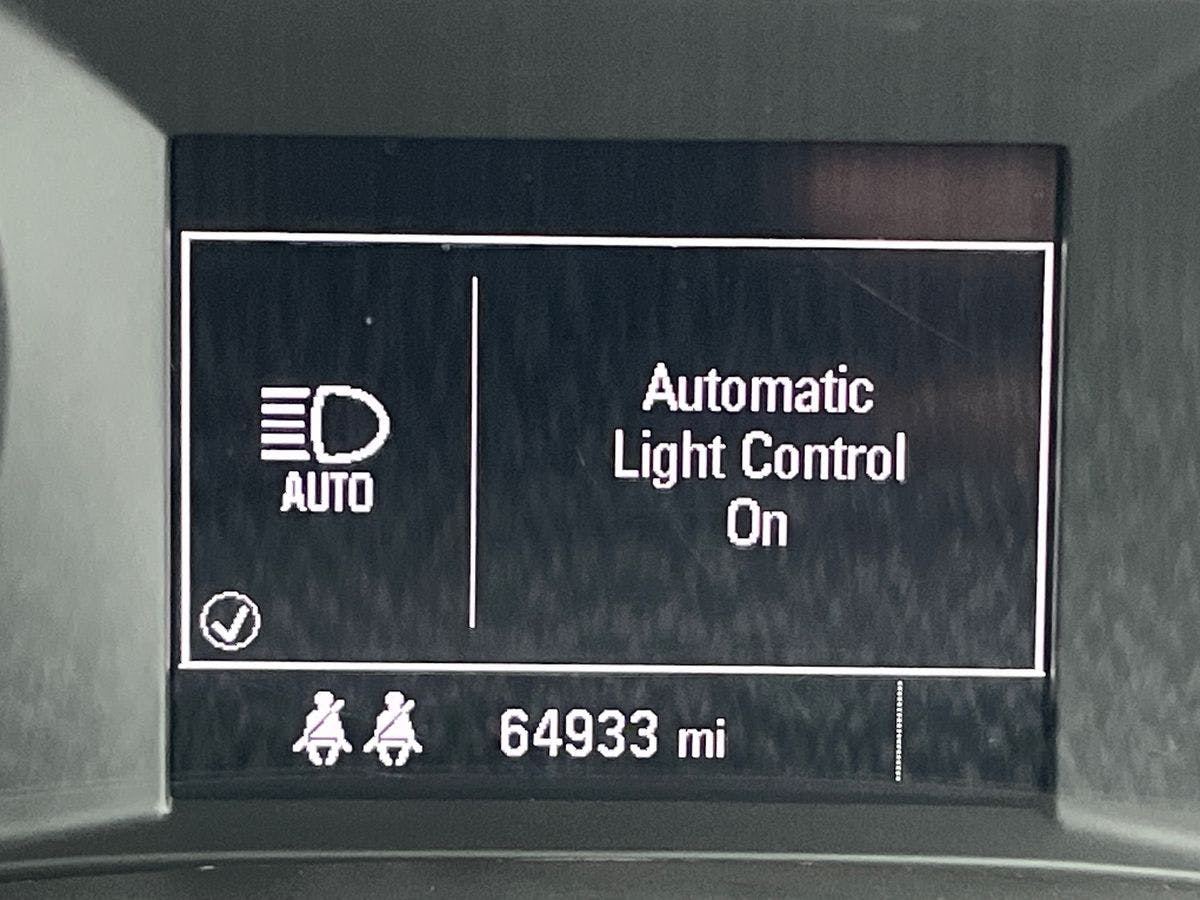 AUTO
Automatic
Light Control
On
64933 mi